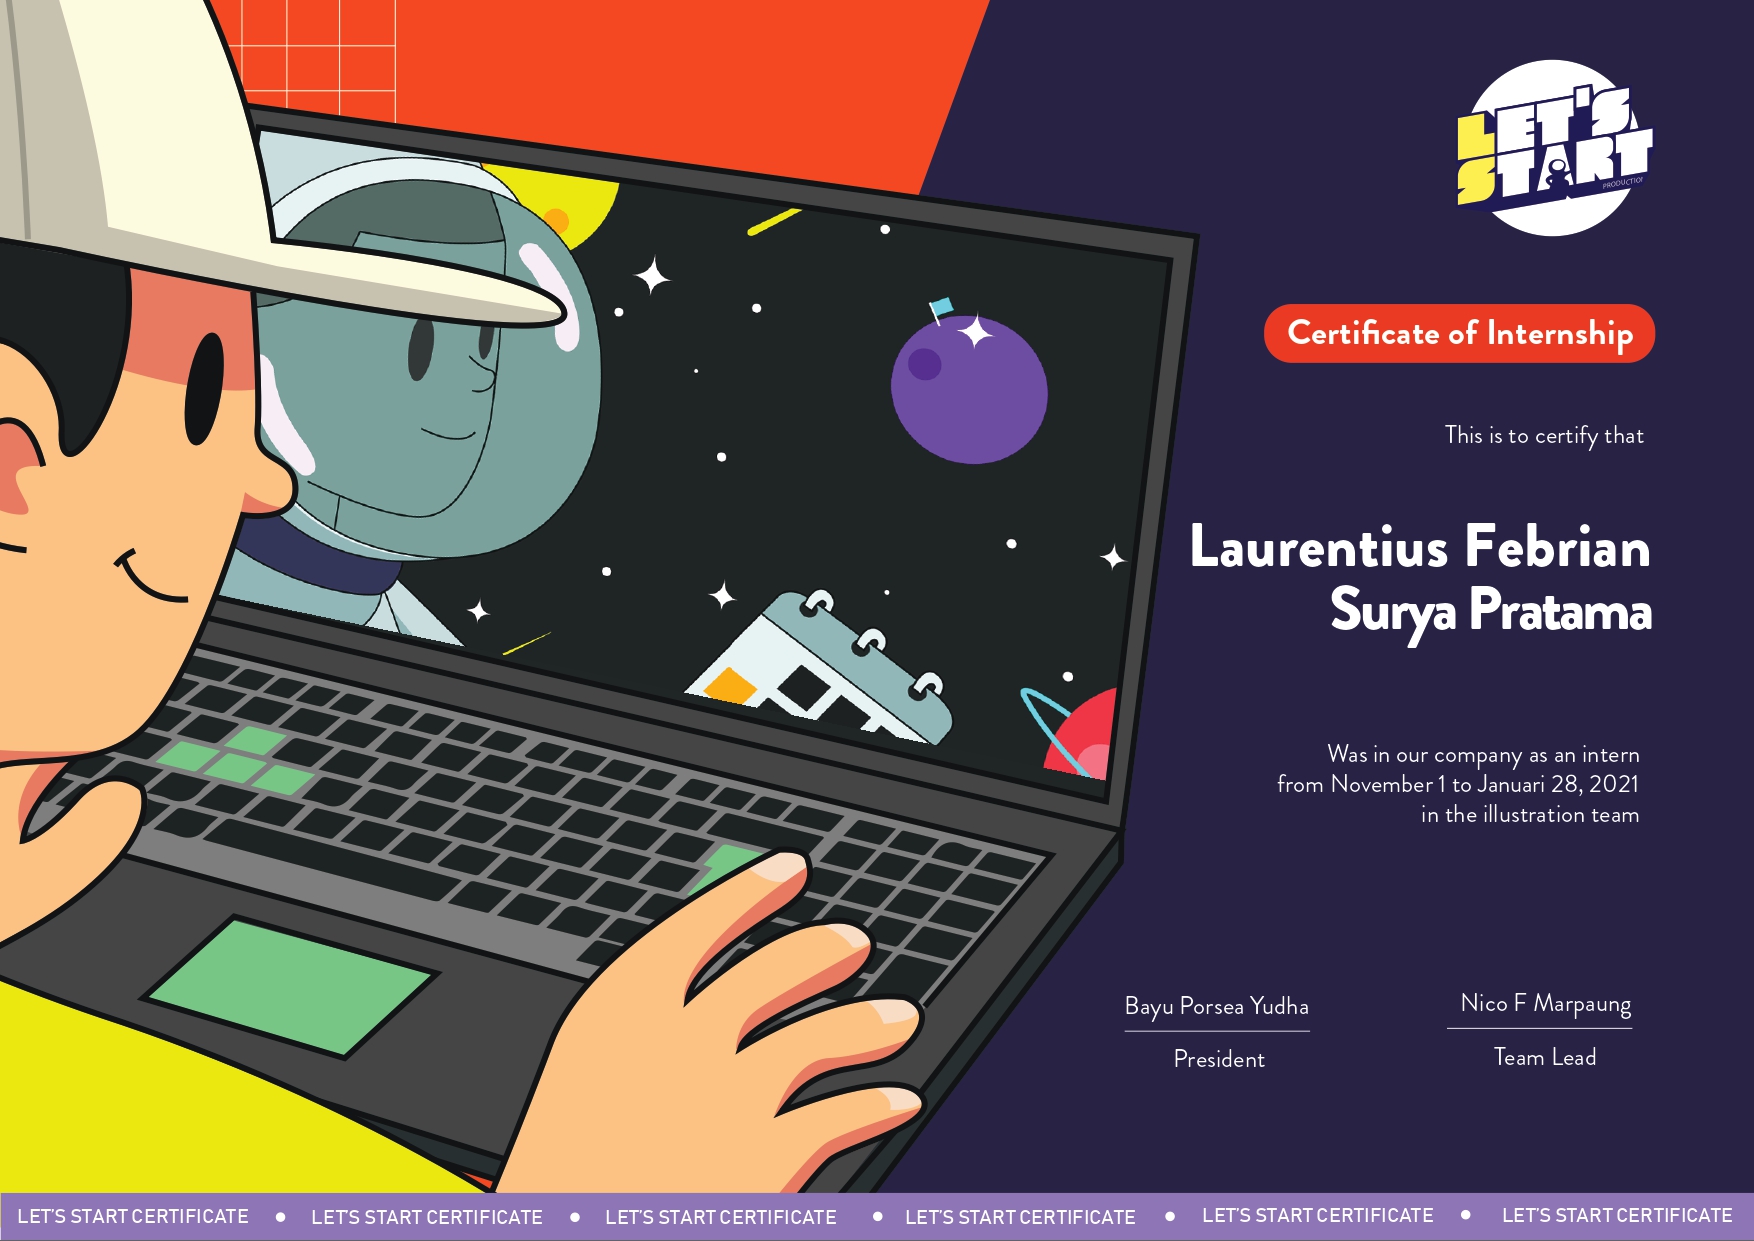 LET'S
START
PRODUCTION
Certificate of Internship
This is to certify that
Laurentius Febrian
Surya Pratama
Was in our company as an intern
from November 1 to Januari 28, 2021
in the illustration team
Bayu Porsea Yudha
President
Nico F Marpaung
Team Lead
LET'S START CERTIFICATE • LET'S START CERTIFICATE • LET'S START CERTIFICATE • LET'S START CERTIFICATE • LET'S START CERTIFICATE • LET'S START CERTIFICATE